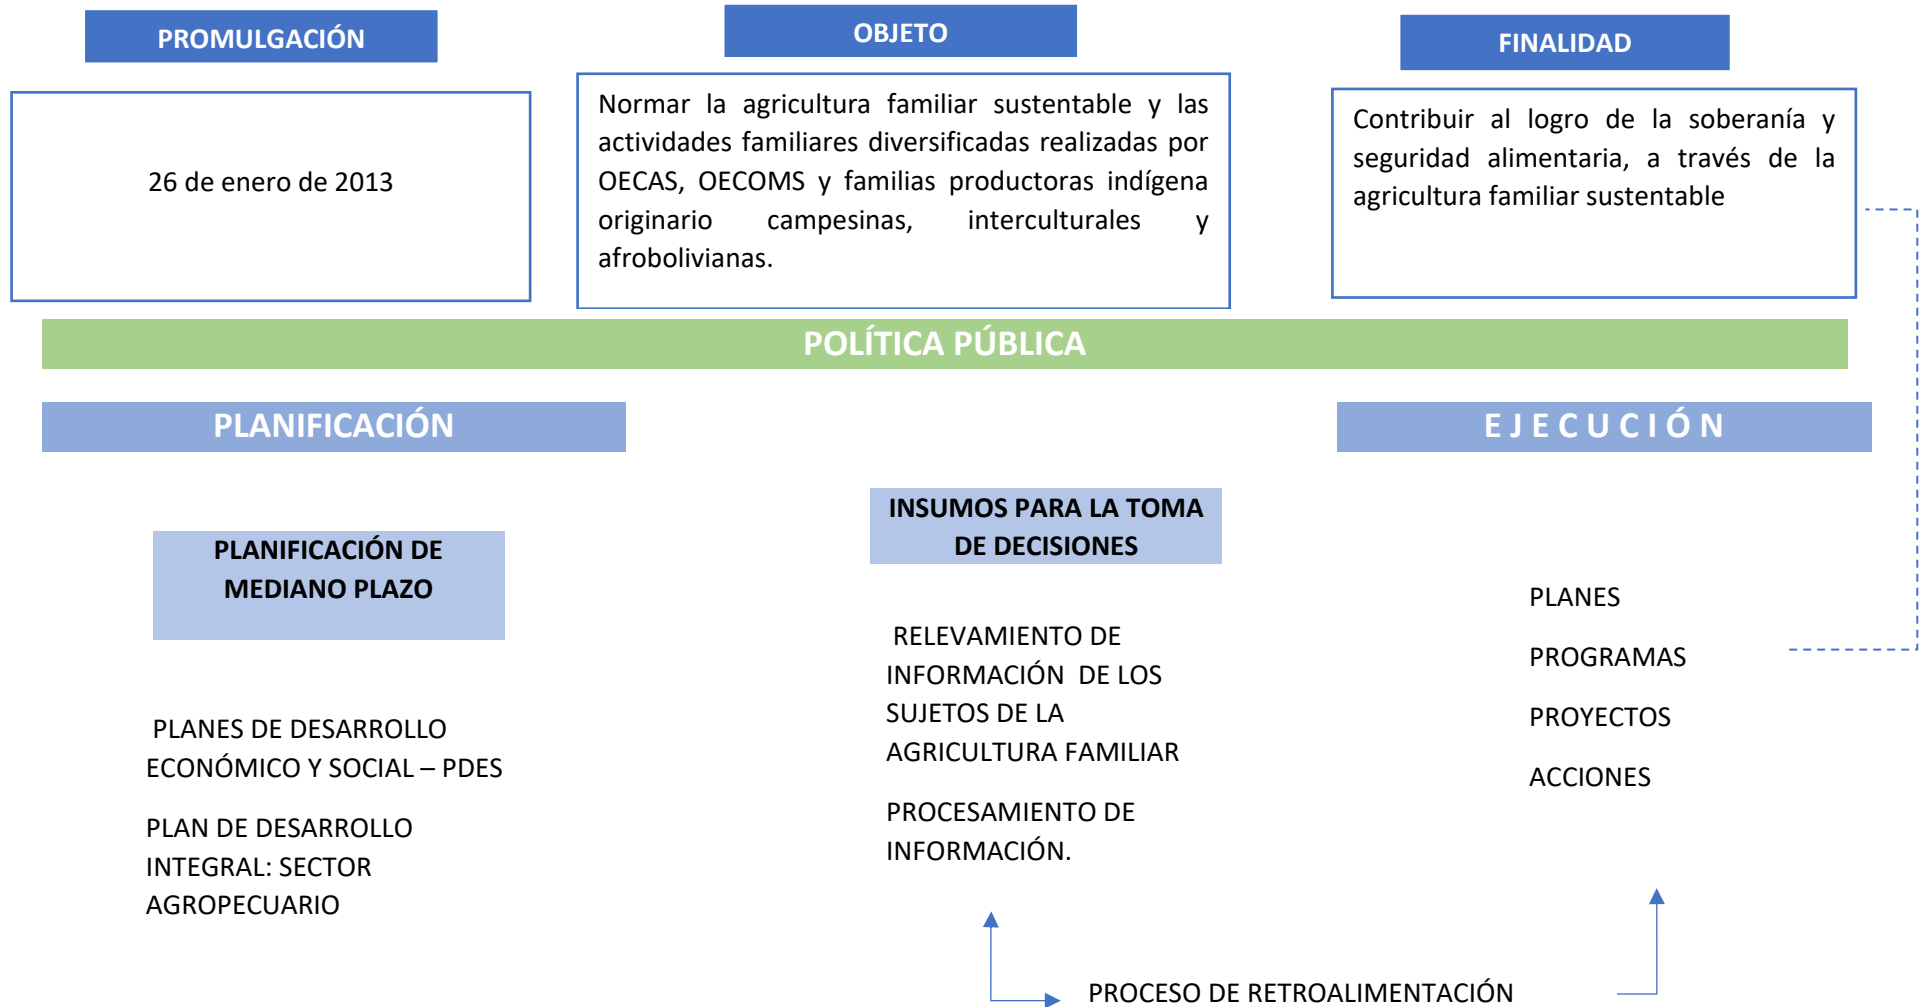 PROMULGACIÓN
26 de enero de 2013
OBJETO
Normar la agricultura familiar sustentable y las
actividades familiares diversificadas realizadas por
OECAS, OECOMS y familias productoras indígena
originario campesinas, interculturales y
afrobolivianas.
FINALIDAD
Contribuir al logro de la soberanía y
seguridad alimentaria, a través de la
agricultura familiar sustentable
POLÍTICA PÚBLICA
PLANIFICACIÓN
PLANIFICACIÓN DE
MEDIANO PLAZO
PLANES DE DESARROLLO
ECONÓMICO Y SOCIAL – PDES
PLAN DE DESARROLLO
INTEGRAL: SECTOR
AGROPECUARIO
INSUMOS PARA LA TOMA
DE DECISIONES
RELEVAMIENTO DE
INFORMACIÓN DE LOS
SUJETOS DE LA
AGRICULTURA FAMILIAR
PROCESAMIENTO DE
INFORMACIÓN.
E J E C U C I Ó N
PLANES
PROGRAMAS
PROYECTOS
ACCIONES
PROCESO DE RETROALIMENTACIÓN